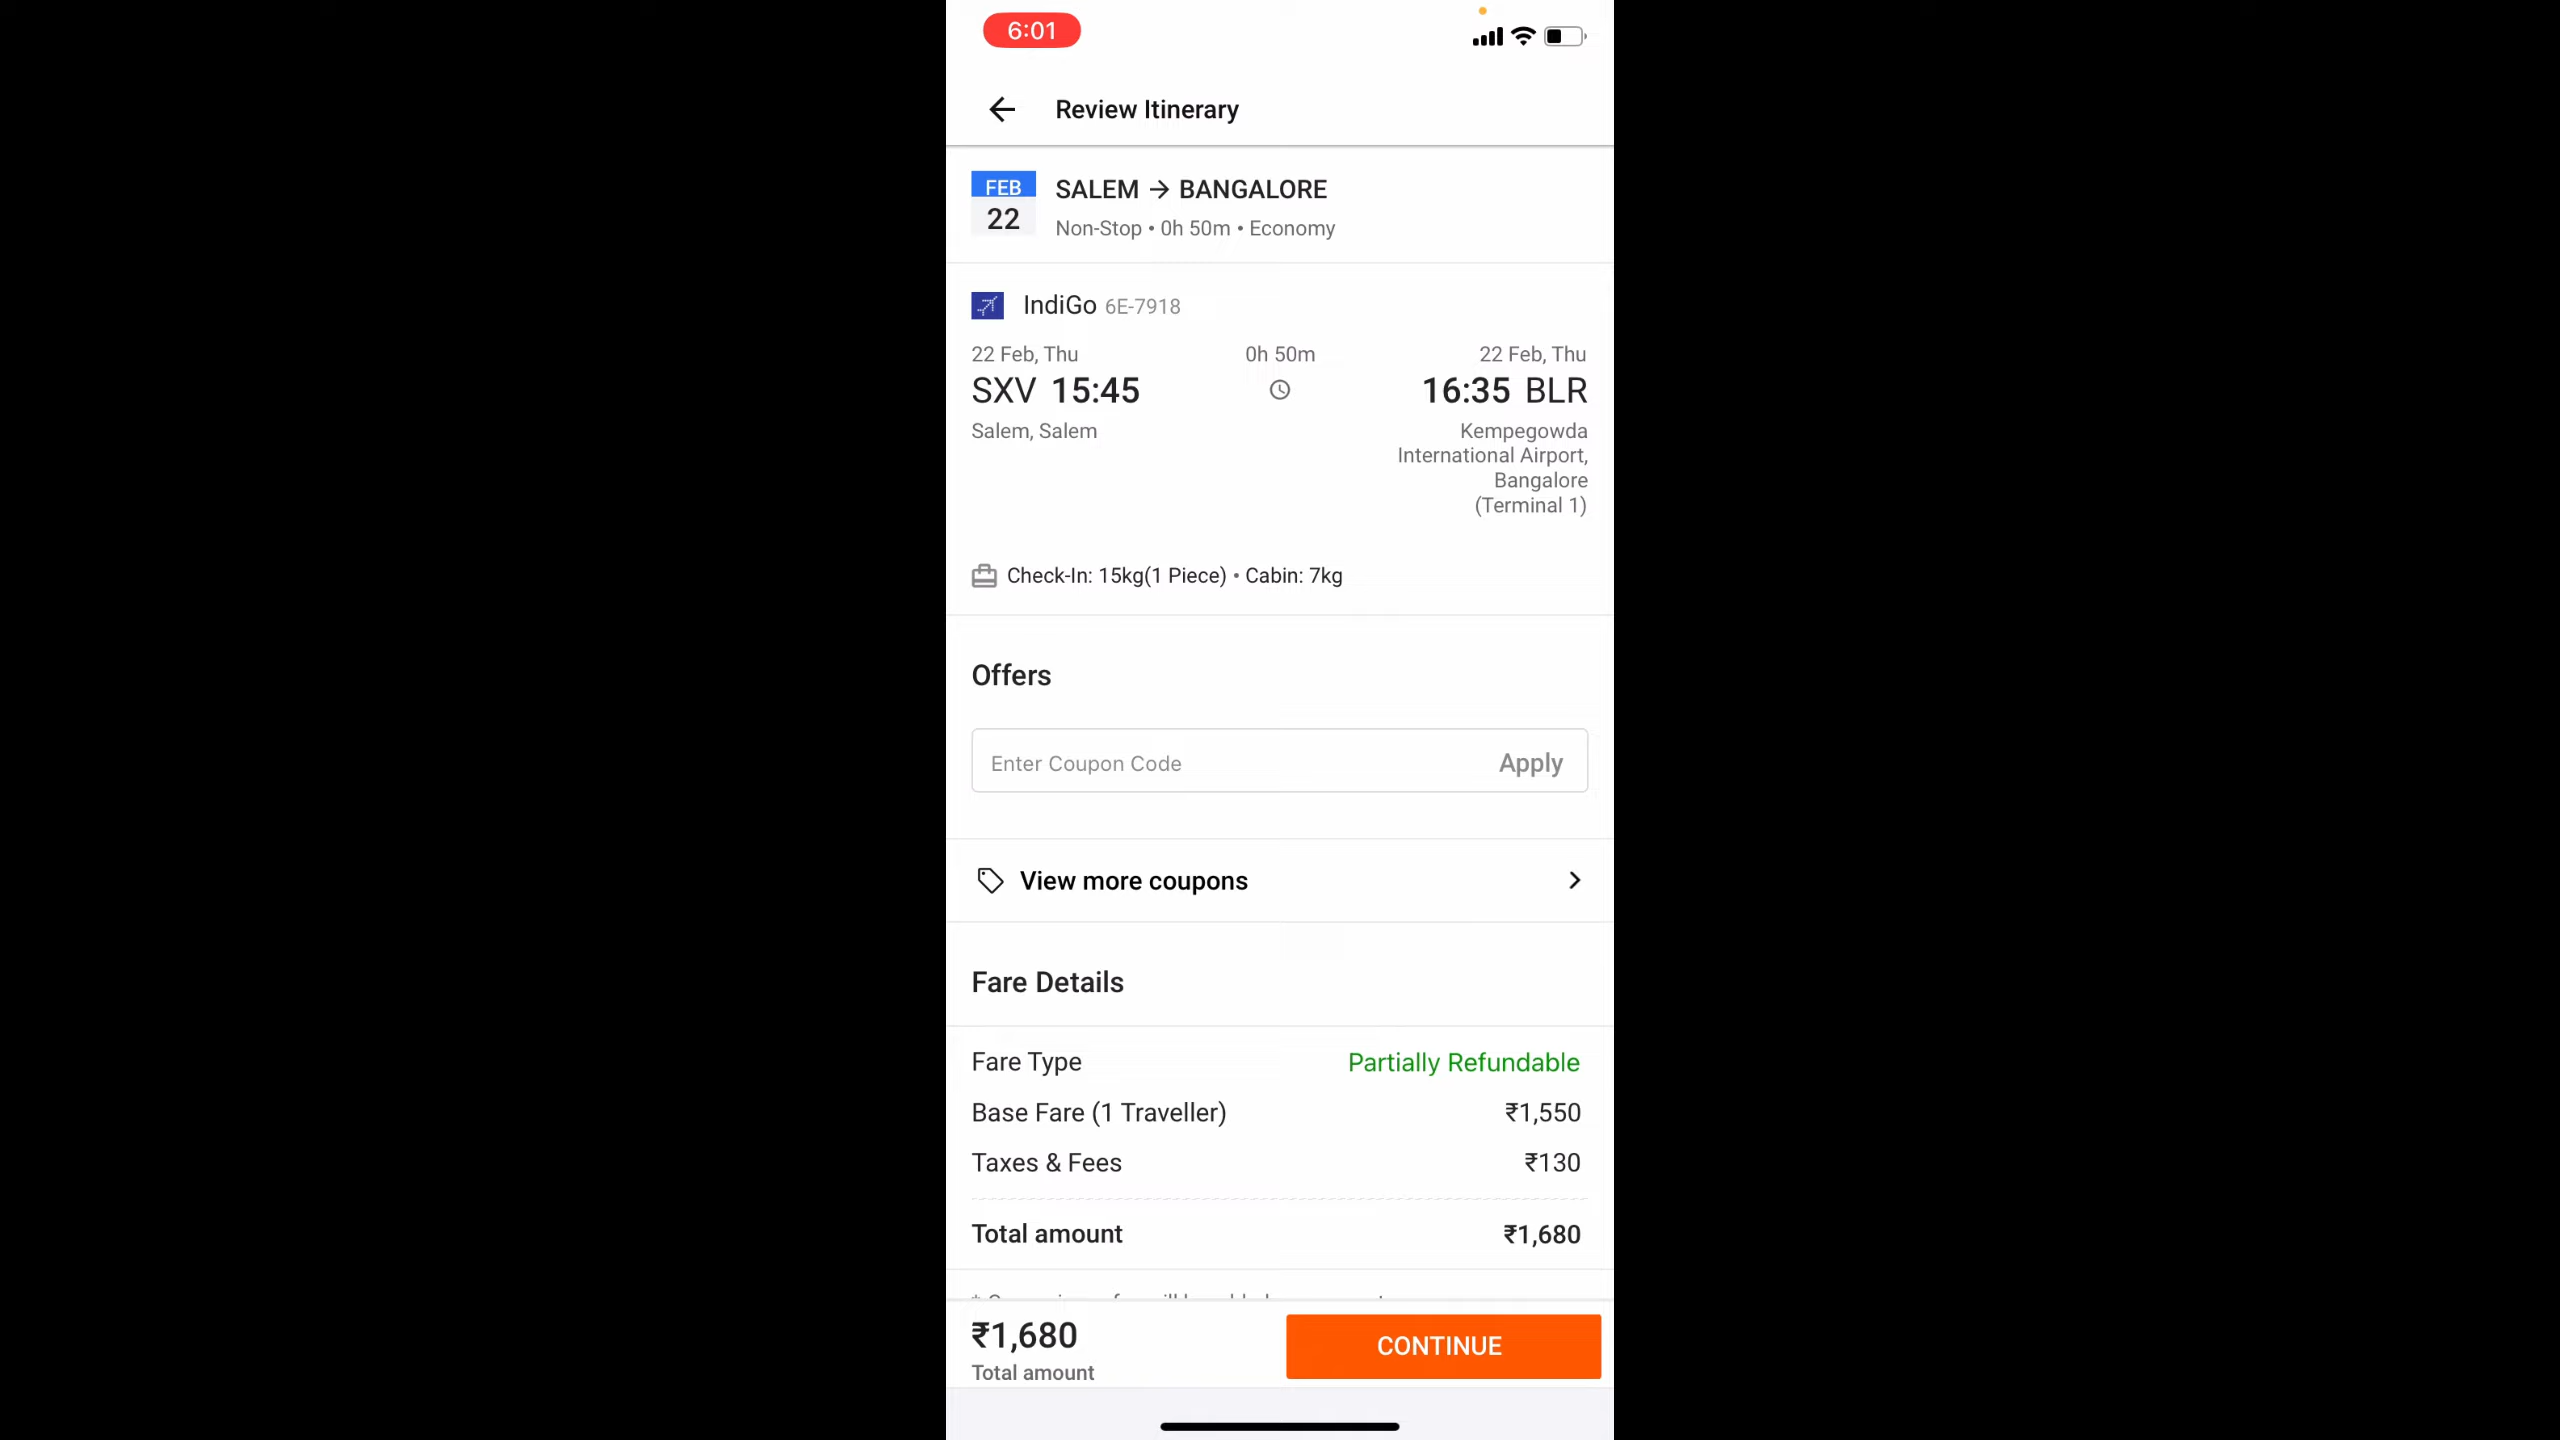 6:01
Review Itinerary
FEB
22
SALEM → BANGALORE
Non-Stop • 0h 50m • Economy
IndiGo 6E-7918
22 Feb, Thu 0h 50m 22 Feb, Thu
SXV 15:45 16:35 BLR
Salem, Salem
Kempegowda
International Airport,
Bangalore
(Terminal 1)
Check-In: 15kg(1 Piece) • Cabin: 7kg
Offers
Enter Coupon Code Apply
View more coupons
Fare Details
Fare Type Partially Refundable
Base Fare (1 Traveller) ₹1,550
Taxes & Fees ₹130
Total amount ₹1,680
₹1,680
Total amount
CONTINUE